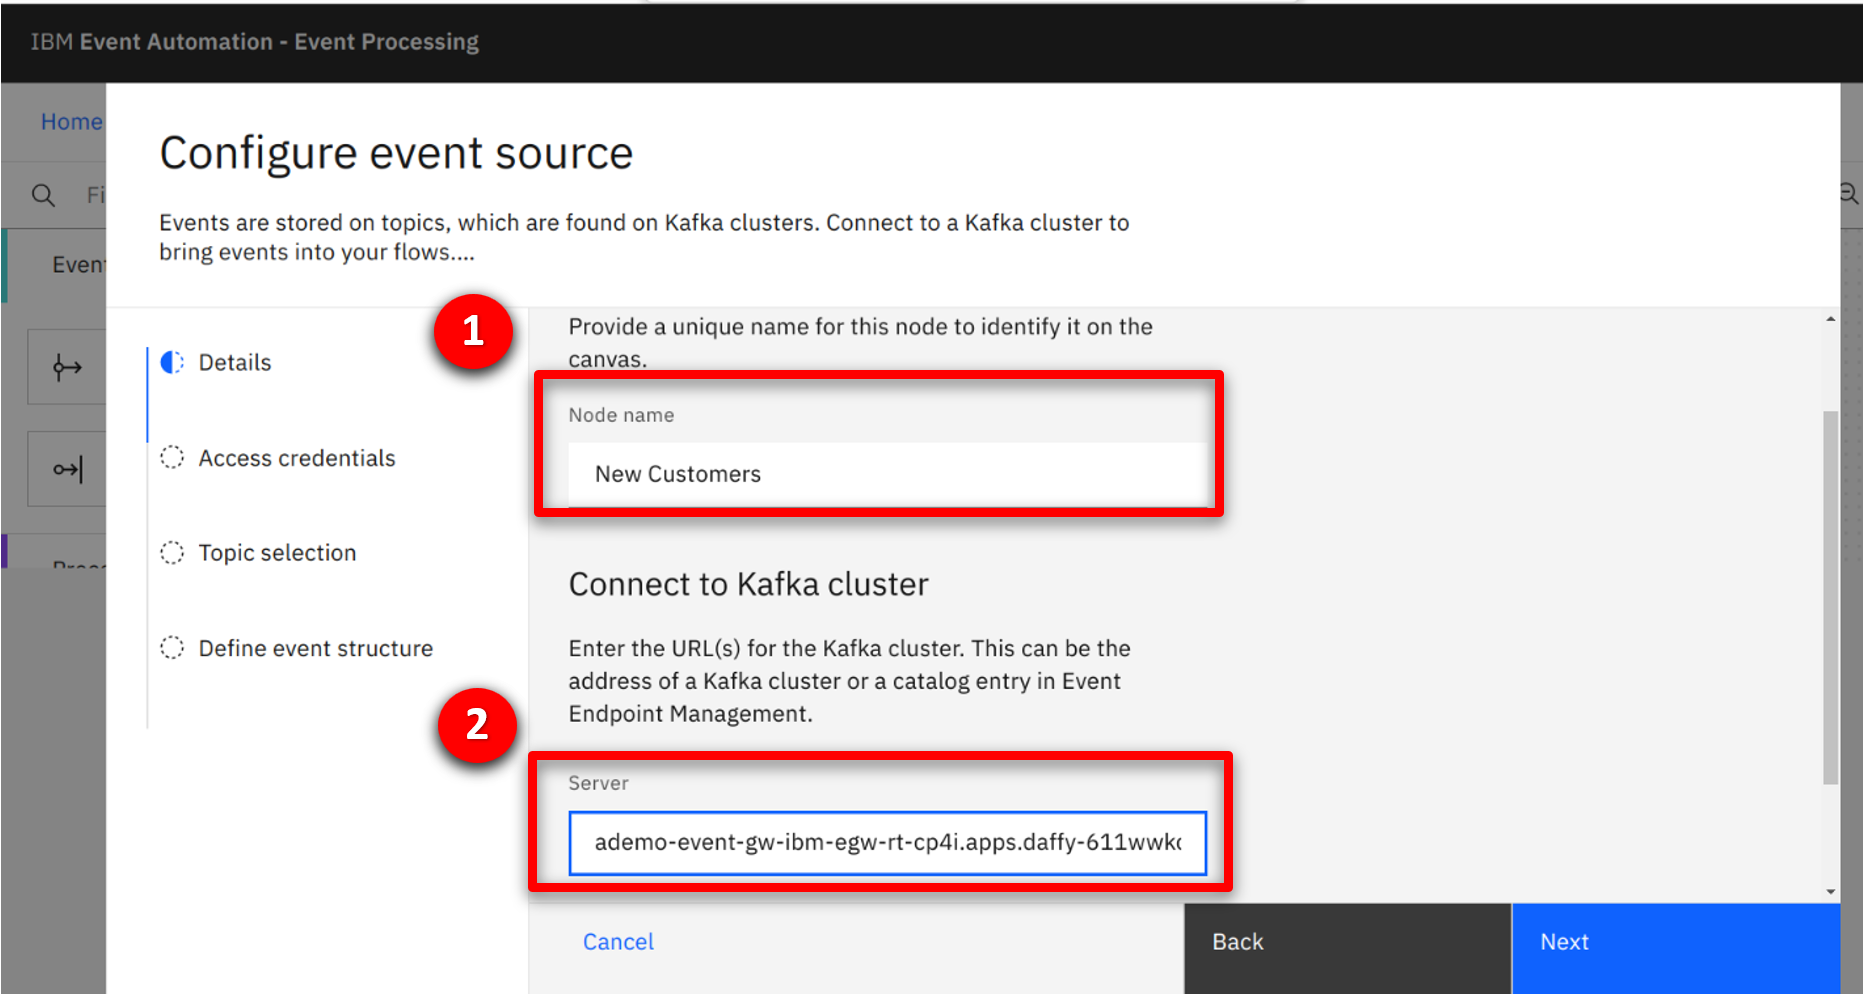 IBM Event Automation - Event Processing
Home
Configure event source
Fi
Events are stored on topics, which are found on Kafka clusters. Connect to a Kafka cluster to
bring events into your flows....
Event
1
Provide a unique name for this node to identify it on the
canvas.
Details
Node name
Access credentials
New Customers
Topic selection
Connect to Kafka cluster
Define event structure
Enter the URL(s) for the Kafka cluster. This can be the
address of a Kafka cluster or a catalog entry in Event
Endpoint Management.
2
Server
ademo-event-gw-ibm-egw-rt-cp4i.apps.daffy-611wwk
Cancel
Back
Next